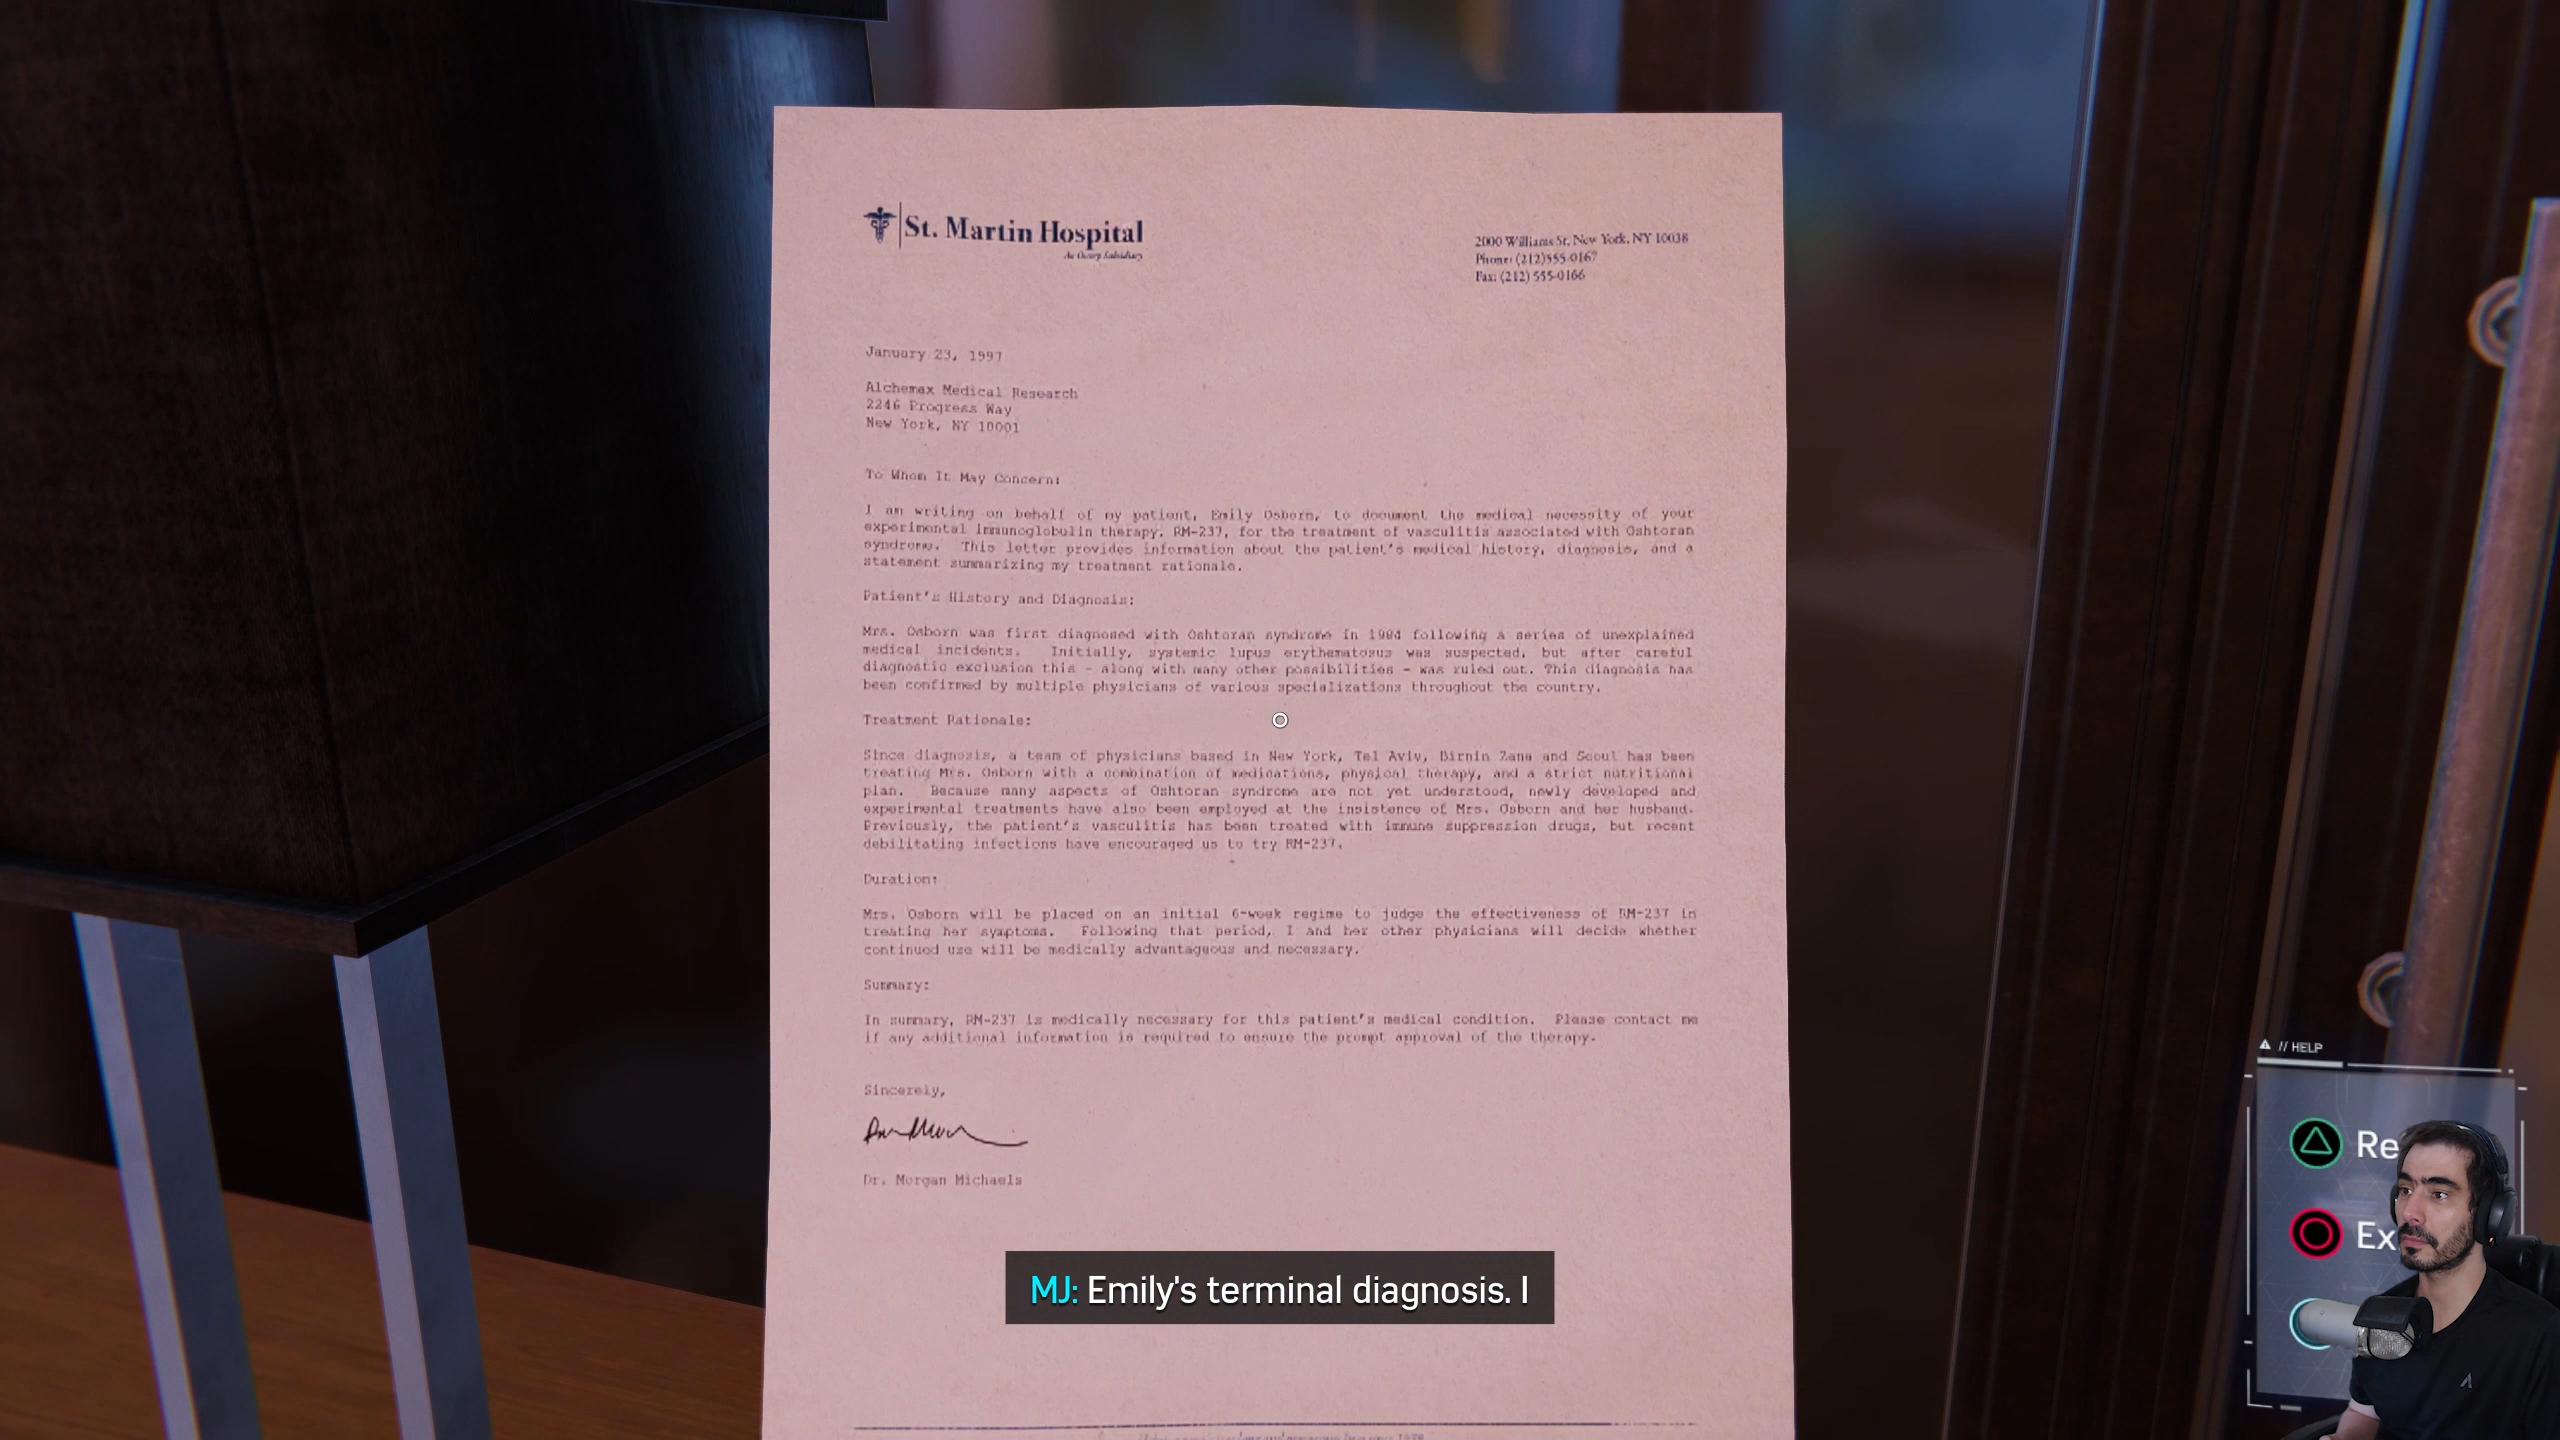 St. Martin Hospital
An Oscorp Subsidiary
2000 Williams St, New York, NY 10038
Phone: (212)555-0167
Fax: (212) 555-0166
January 23, 1997
Alchemax Medical Research
2246 Progress Way
New York, NY 10001
To Whom It May Concern:
I am writing on behalf of my patient, Emily Osborn, to document the medical necessity of your
experimental immunoglobulin therapy, RM-237, for the treatment of vasculitis associated with Oshtoran
syndrome. This letter provides information about the patient's medical history, diagnosis, and a
statement summarizing my treatment rationale.
Patient's History and Diagnosis:
Mrs. Osborn was first diagnosed with Oshtoran syndrome in following a series of unexplained
medical incidents. Initially, systemic lupus erythematosus was suspected, but after careful
diagnostic exclusion this - along with many other possibilities - was ruled out. This diagnosis has
been confirmed by multiple physicians of various specializations throughout the country.
Treatment Rationale:
Since diagnosis, a team of physicians based in New York, Tel Aviv, Birnin Zana and Seoul has been
treating Mrs. Osborn with a combination of medications, physical therapy, and a strict nutritional
plan. Because many aspects of Oshtoran syndrome are not yet understood, newly developed and
experimental treatments have also been employed at the insistence of Mrs. Osborn and her husband.
Previously, the patient's vasculitis has been treated with immune suppression drugs, but recent
debilitating infections have encouraged us to try RM-237.
Duration:
Mrs. Osborn will be placed on an initial 6-week regime to judge the effectiveness of RM-237 in
treating her symptoms. Following that period, I and her other physicians will decide whether
continued use will be medically advantageous and necessary.
Summary:
In summary, RM-237 is medically necessary for this patient's medical condition. Please contact me
if any additional information is required to ensure the prompt approval of the therapy.
Sincerely,
Dr. Morgan Michaels
MJ: Emily's terminal diagnosis. I
// HELP
Re
Ex